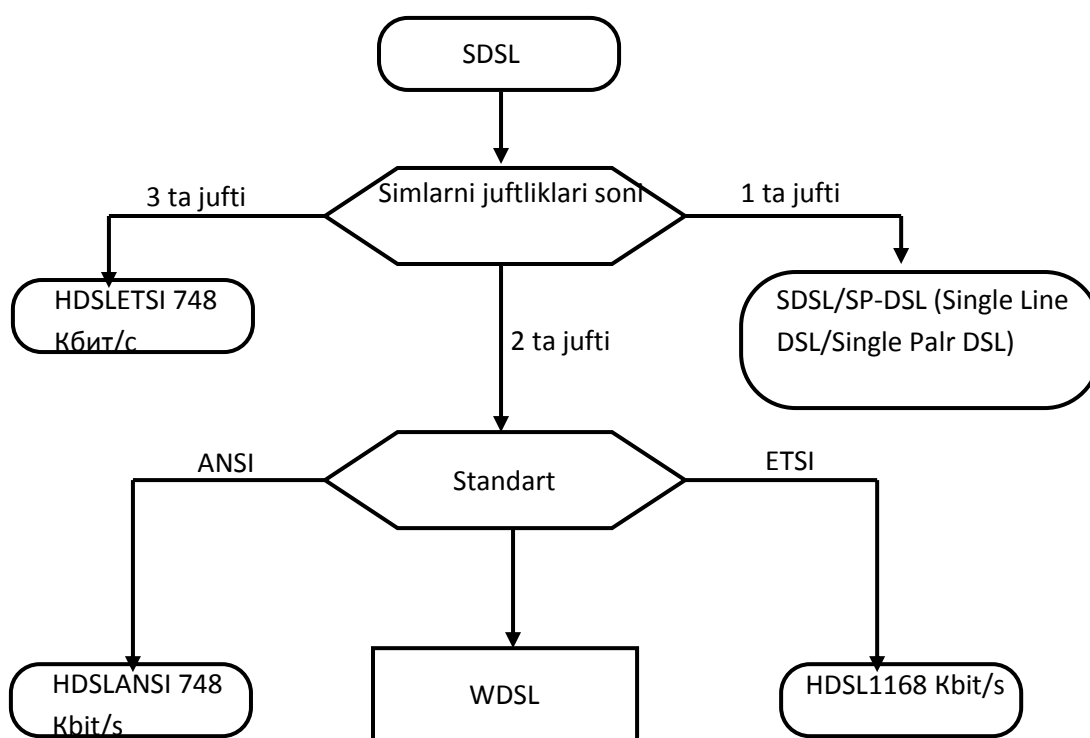 SDSL
Simlarni juftliklari soni
3 ta jufti
1 ta jufti
HDSLETSI 748
Кбит/с
SDSL/SP-DSL (Single Line
DSL/Single Palr DSL)
2 ta jufti
ANSI
ETSI
Standart
HDSLANSI 748
Kbit/s
WDSL
HDSL1168 Kbit/s